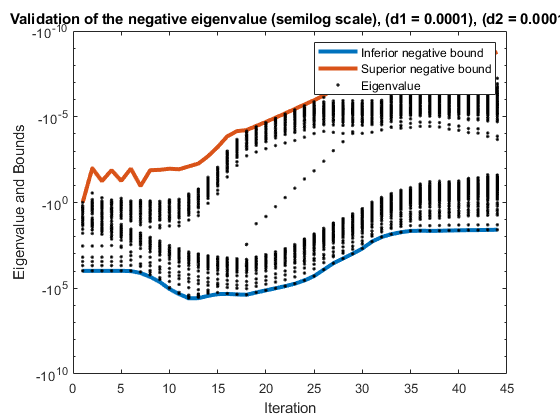 Validation of the negative eigenvalue (semilog scale), (d1 = 0.0001), (d2 = 0.000
-10^-10
Inferior negative bound
Superior negative bound
Eigenvalue
-10^-5
-10^0
-10^5
-10^10
Eigenvalue and Bounds
0 5 10 15 20 25 30 35 40 45 50
Iteration